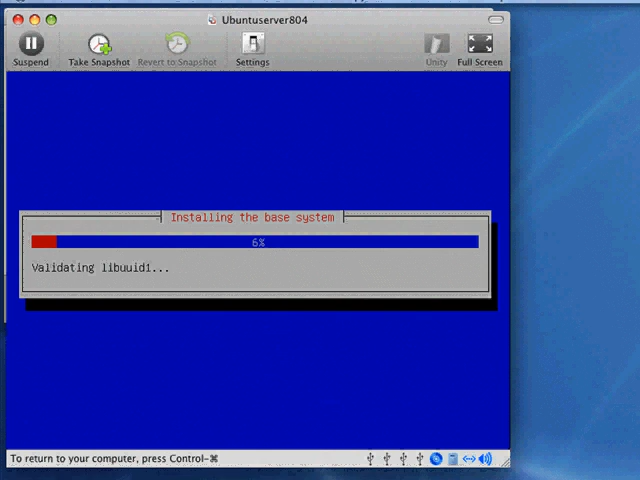 Ubuntuserver804
Suspend Take Snapshot Revert to Snapshot Settings Unity Full Screen
Installing the base system
6%
Validating libuuid1...
To return to your computer, press Control-⌘